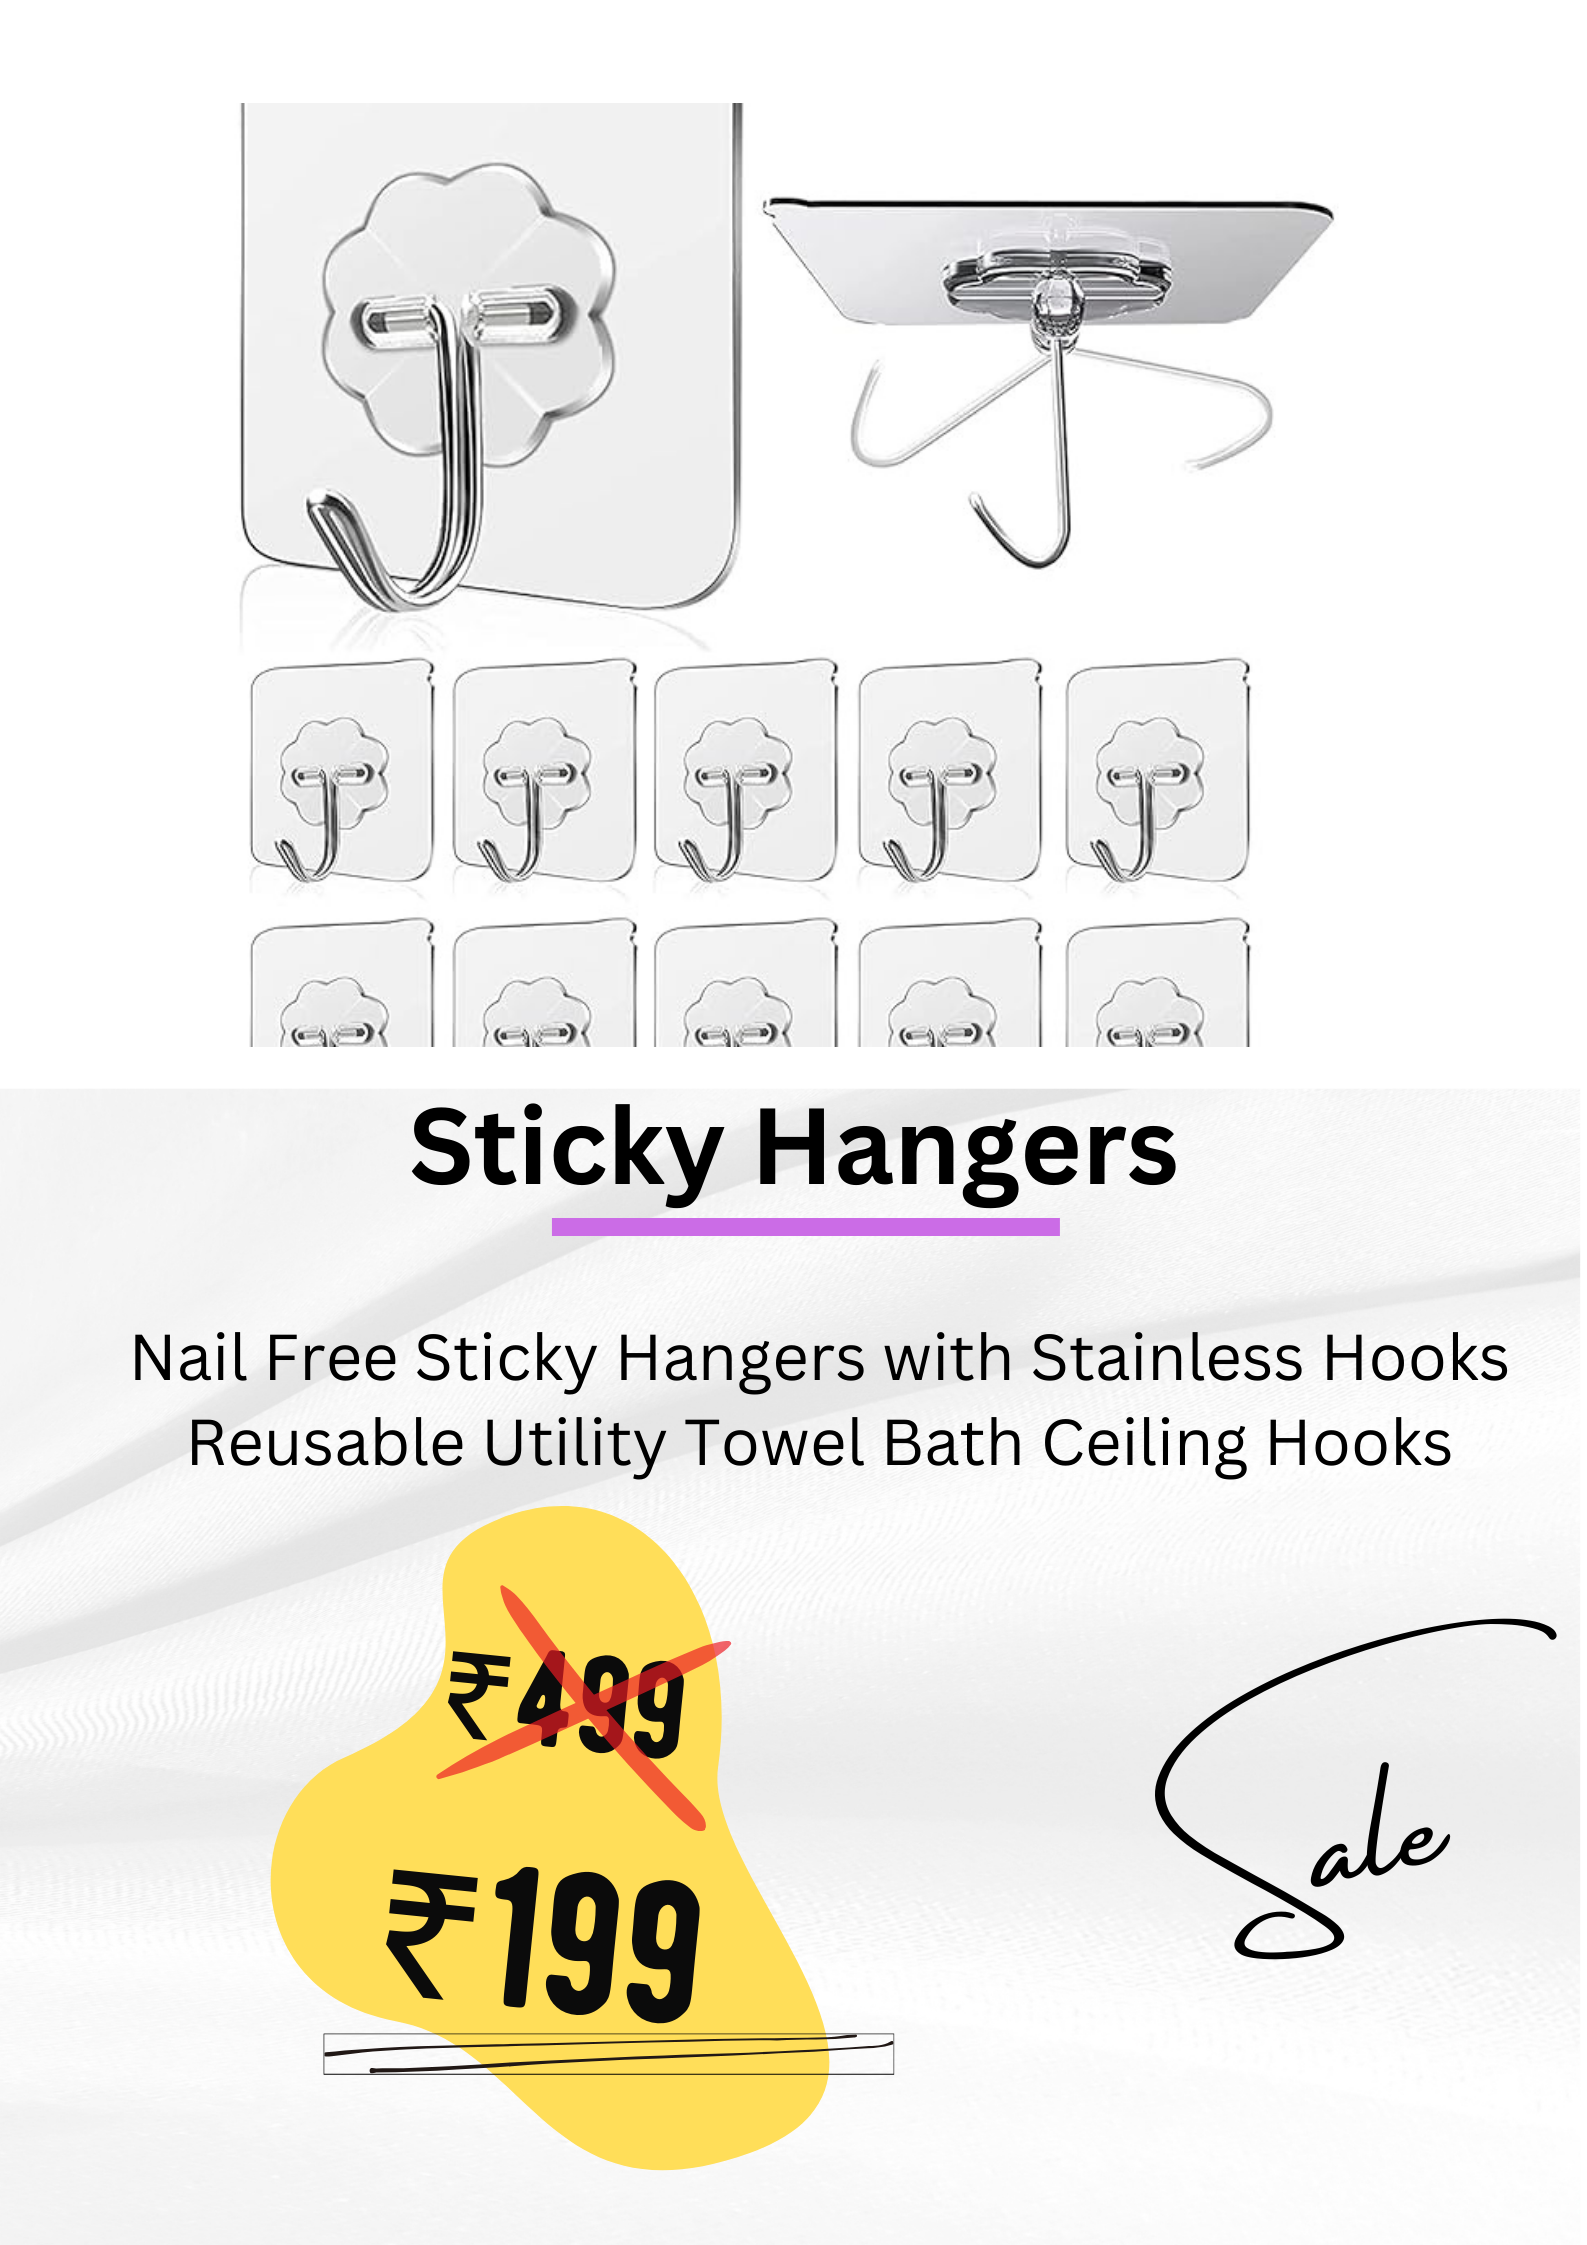 Sticky Hangers
Nail Free Sticky Hangers with Stainless Hooks
Reusable Utility Towel Bath Ceiling Hooks
₹499
₹199
Sale